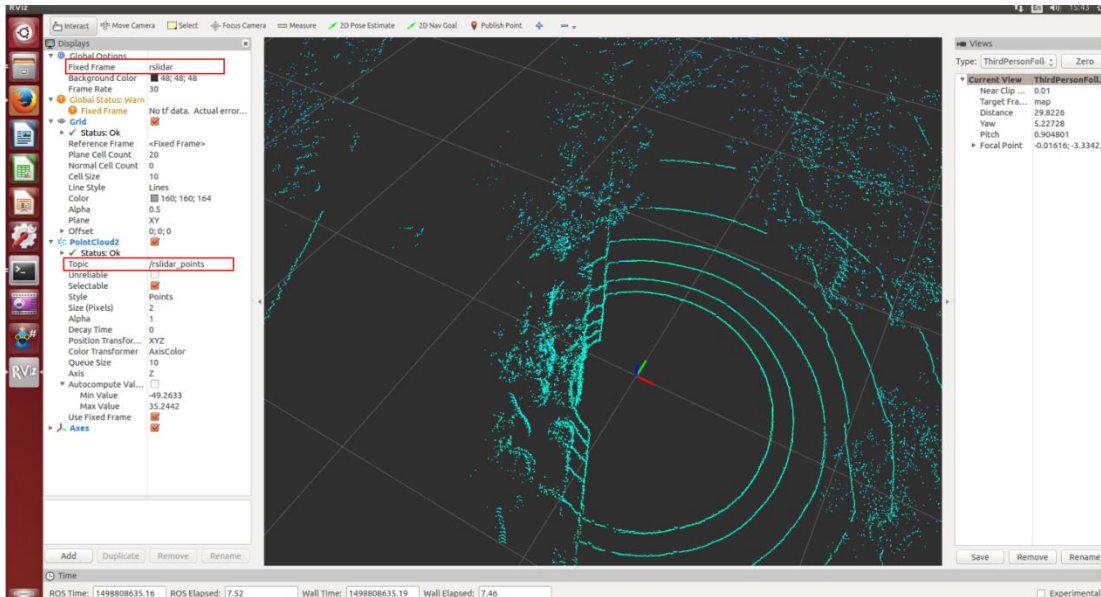 RViz
En 15:43
Interact Move Camera Select Focus Camera Measure 2D Pose Estimate 2D Nav Goal Publish Point
Displays
Global Options
Fixed Frame rslidar
Background Color 48; 48; 48
Frame Rate 30
Global Status: Warn
Fixed Frame No tf data. Actual error...
Grid
Status: Ok
Reference Frame <Fixed Frame>
Plane Cell Count 20
Normal Cell Count 0
Cell Size 10
Line Style Lines
Color 160; 160; 164
Alpha 0.5
Plane XY
Offset 0; 0; 0
PointCloud2
Status: Ok
Topic /rslidar_points
Unreliable
Selectable
Style Points
Size (Pixels) 2
Alpha 1
Decay Time 0
Position Transfor... XYZ
Color Transformer AxisColor
Queue Size 10
Axis Z
Autocompute Val...
Min Value -49.2633
Max Value 35.2442
Use Fixed Frame
Axes
Add Duplicate Remove Rename
RViz
Views
Type: ThirdPersonFoll Zero
Current View ThirdPersonFoll...
Near Clip ... 0.01
Target Fra... map
Distance 29.8226
Yaw 5.22728
Pitch 0.904801
Focal Point -0.01616; -3.3342...
Save Remove Rename
Time
ROS Time: 1498808635.16 ROS Elapsed: 7.52 Wall Time: 1498808635.19 Wall Elapsed: 7.46 Experimental